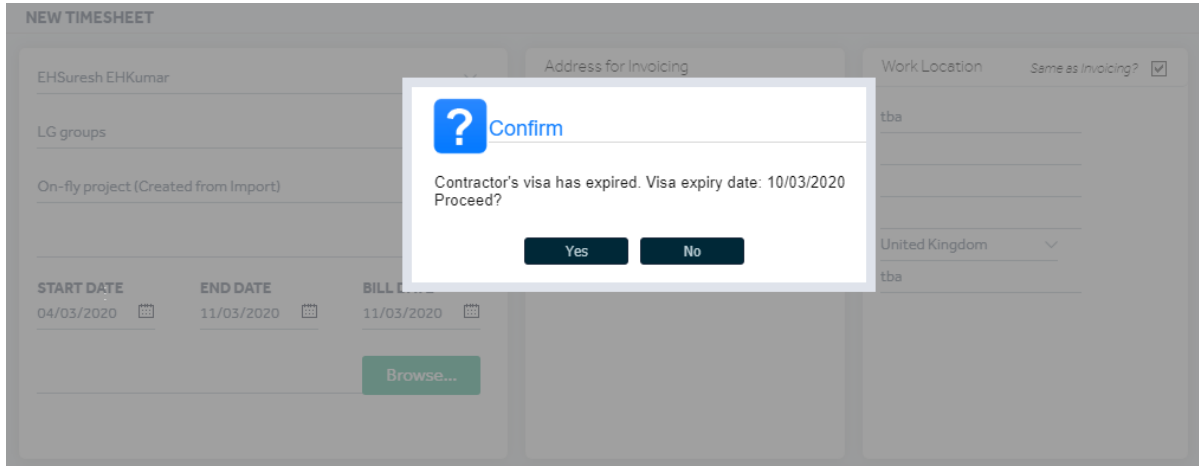 NEW TIMESHEET
EHSuresh EHKumar
LG groups
On-fly project (Created from Import)
START DATE END DATE BILL
04/03/2020 11/03/2020 11/03/2020
Browse...
Address for Invoicing
Work Location Same as Invoicing?
tba
United Kingdom
tba
?
Confirm
Contractor's visa has expired. Visa expiry date: 10/03/2020
Proceed?
Yes No